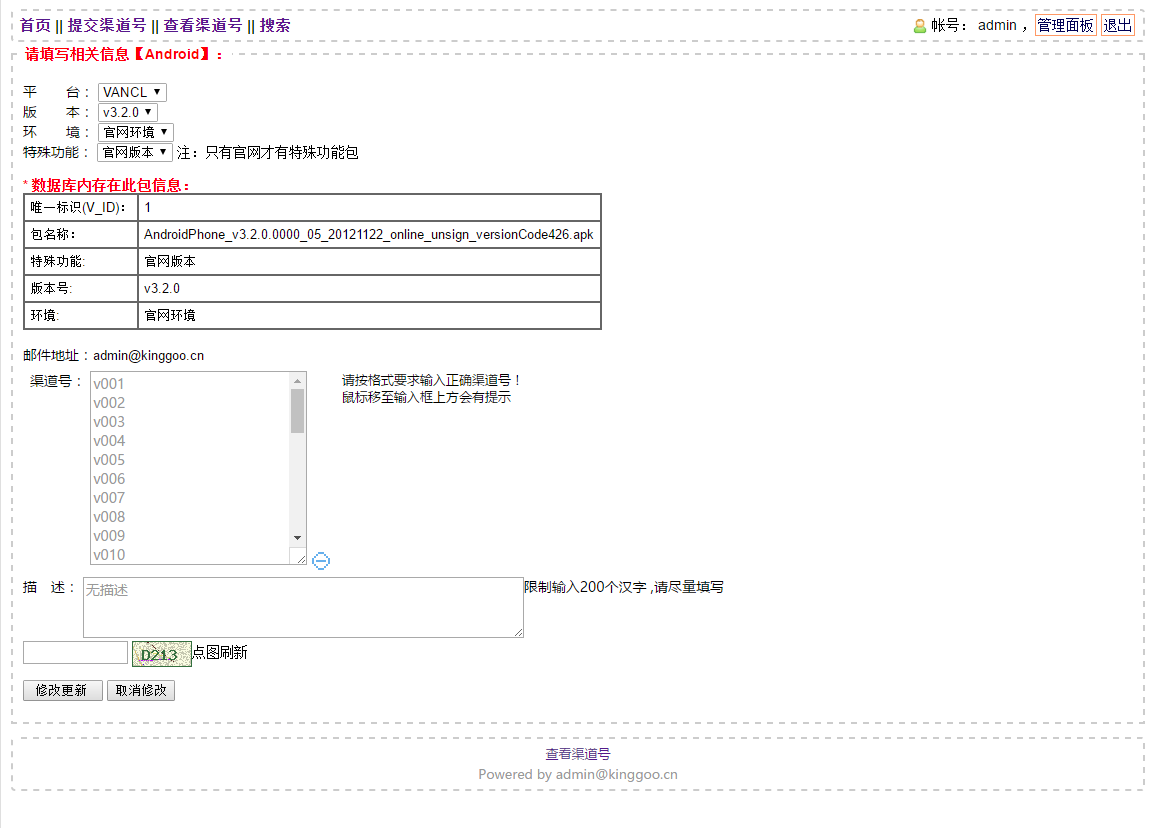 首页 || 提交渠道号 || 查看渠道号 || 搜索
帐号： admin ， 管理面板 退出
请填写相关信息【Android】：
平 台： VANCL
版 本： v3.2.0
环 境： 官网环境
特殊功能： 官网版本 注：只有官网才有特殊功能包
* 数据库内存在此包信息：
唯一标识(V_ID)： 1
包名称： AndroidPhone_v3.2.0.0000_05_20121122_online_unsign_versionCode426.apk
特殊功能: 官网版本
版本号: v3.2.0
环境: 官网环境
邮件地址：admin@kinggoo.cn
渠道号：
v001
v002
v003
v004
v005
v006
v007
v008
v009
v010
请按格式要求输入正确渠道号！
鼠标移至输入框上方会有提示
描 述： 无描述 限制输入200个汉字 ,请尽量填写
D213 点图刷新
修改更新 取消修改
查看渠道号
Powered by admin@kinggoo.cn